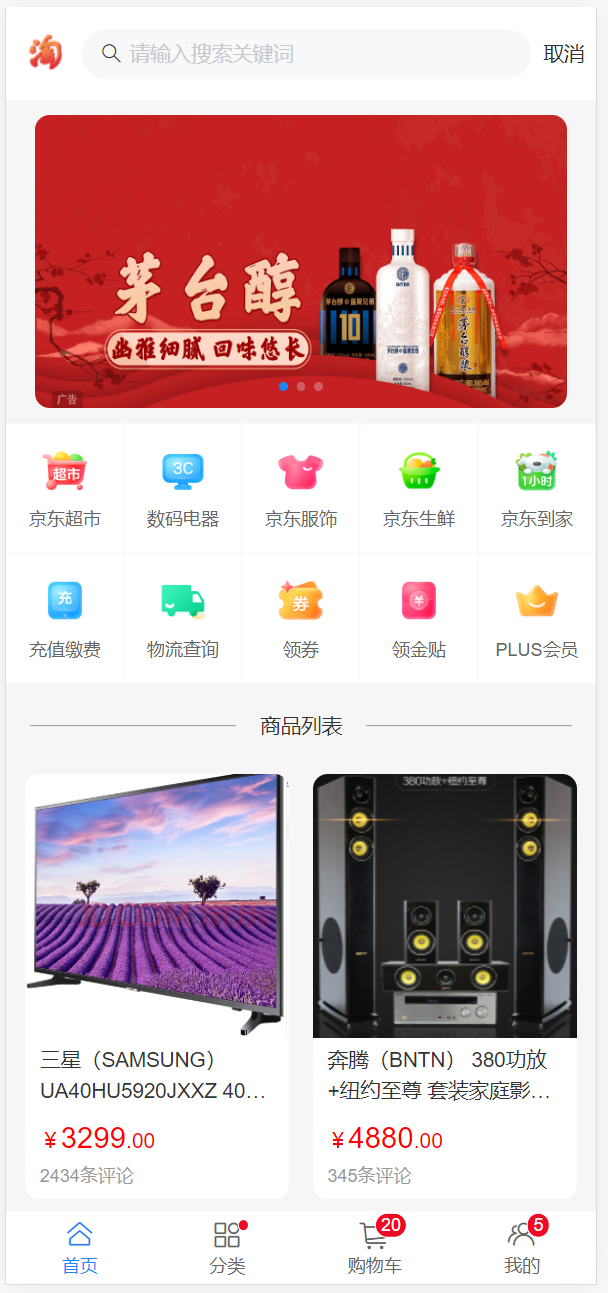 淘
请输入搜索关键词
取消
茅台醇
幽雅细腻 回味悠长
10
ENTER
茅台醇浆
广告
超市
3C
1小时
京东超市
数码电器
京东服饰
京东生鲜
京东到家
充
券
¥
充值缴费
物流查询
领券
领金贴
PLUS会员
商品列表
380功放+纽约至尊
三星（SAMSUNG）
UA40HU5920JXXZ 40…
¥3299.00
2434条评论
奔腾（BNTN） 380功放
+纽约至尊 套装家庭影…
¥4880.00
345条评论
20
5
首页
分类
购物车
我的